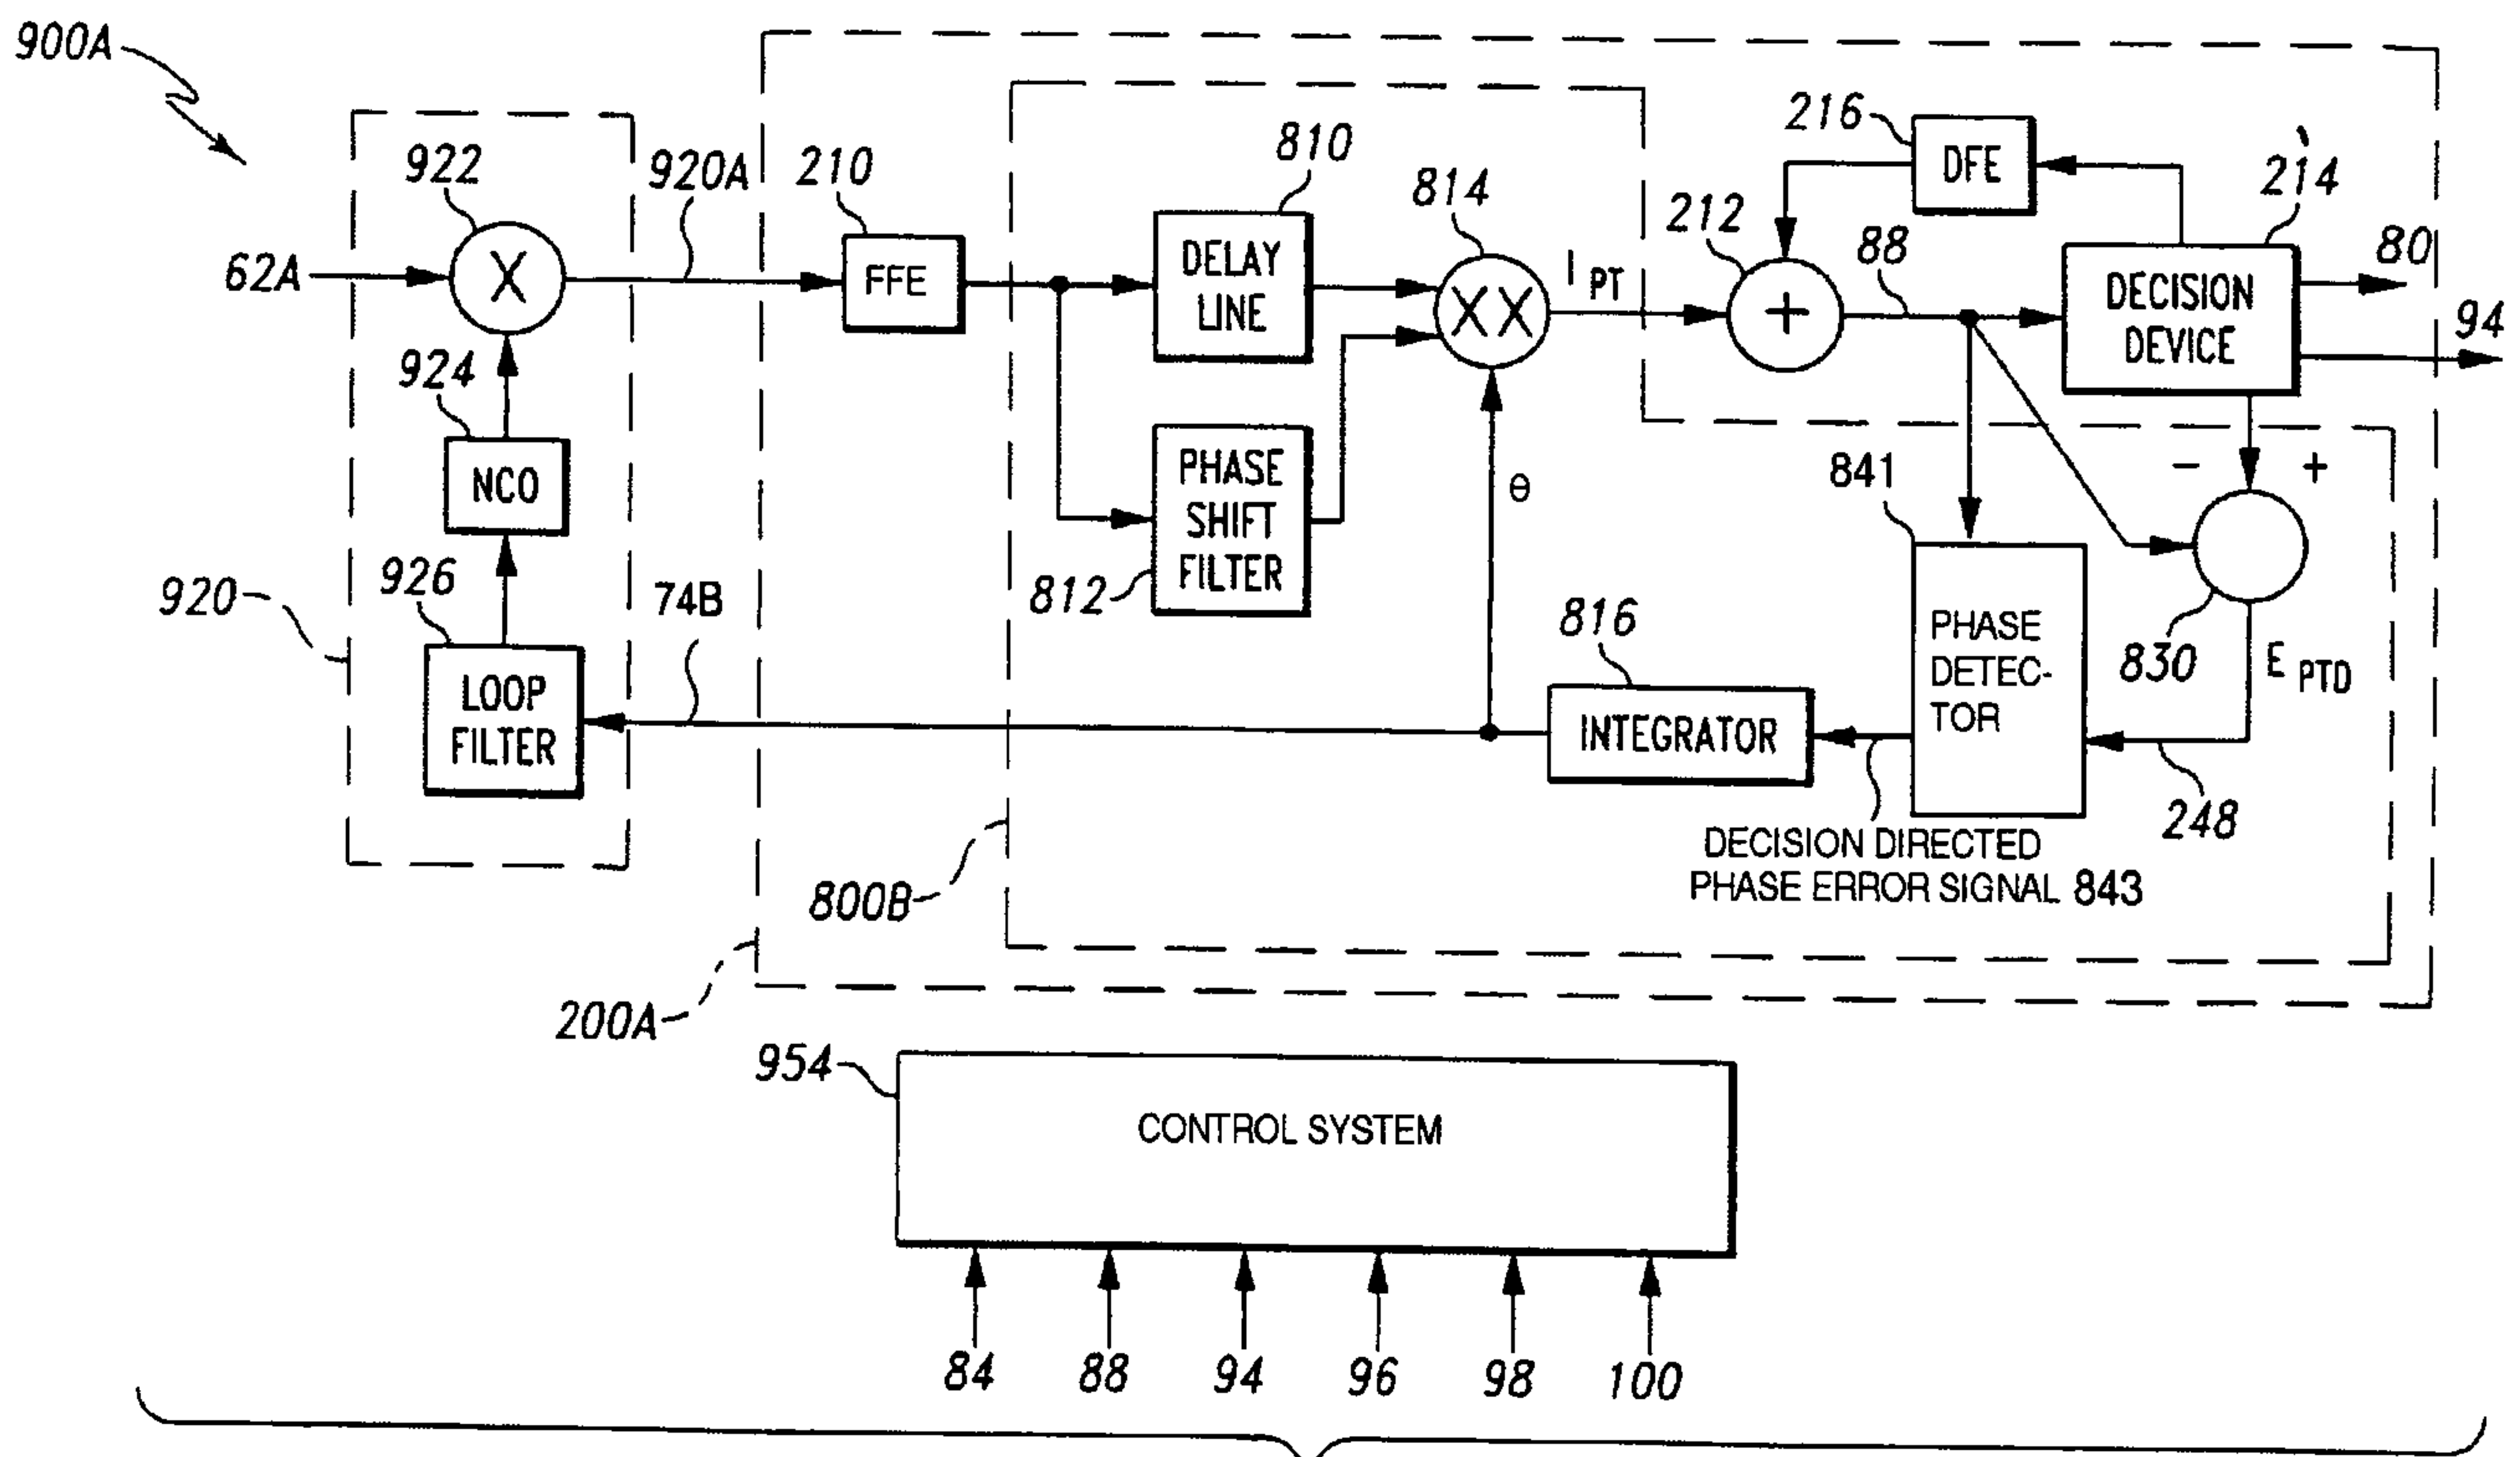 900A
922
920A
210
810
814
216
DFE
214
212
88
80
62A
X
FFE
DELAY
LINE
XX
I PT
+
DECISION
DEVICE
94
924
NCO
PHASE
SHIFT
FILTER
812
θ
841
−
+
926
920
74B
816
PHASE
DETEC-
TOR
830
E PTD
LOOP
FILTER
INTEGRATOR
248
DECISION DIRECTED
PHASE ERROR SIGNAL 843
800B
200A
954
CONTROL SYSTEM
84
88
94
96
98
100